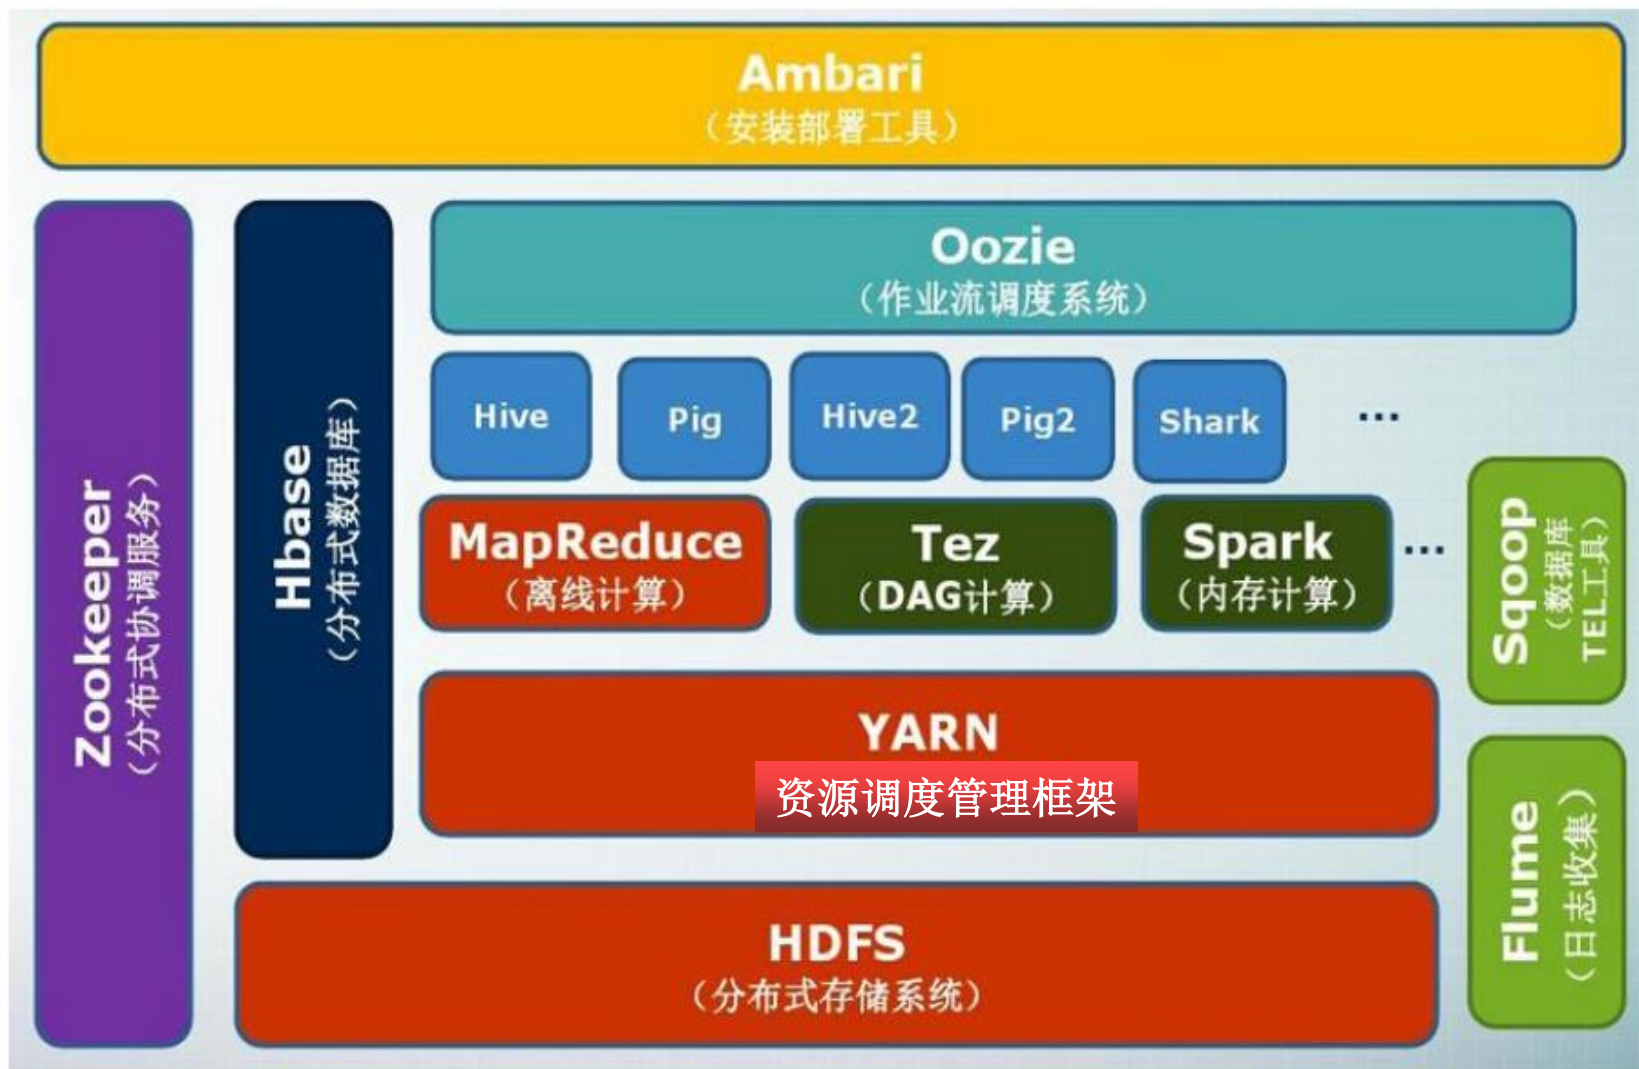 Ambari
（安装部署工具）
Zookeeper
（分布式协调服务）
Hbase
（分布式数据库）
Oozie
（作业流调度系统）
Hive
Pig
Hive2
Pig2
Shark
...
MapReduce
（离线计算）
Tez
（DAG计算）
Spark
（内存计算）
...
Sqoop
（数据库
TEL工具）
YARN
资源调度管理框架
Flume
（日志收集）
HDFS
（分布式存储系统）